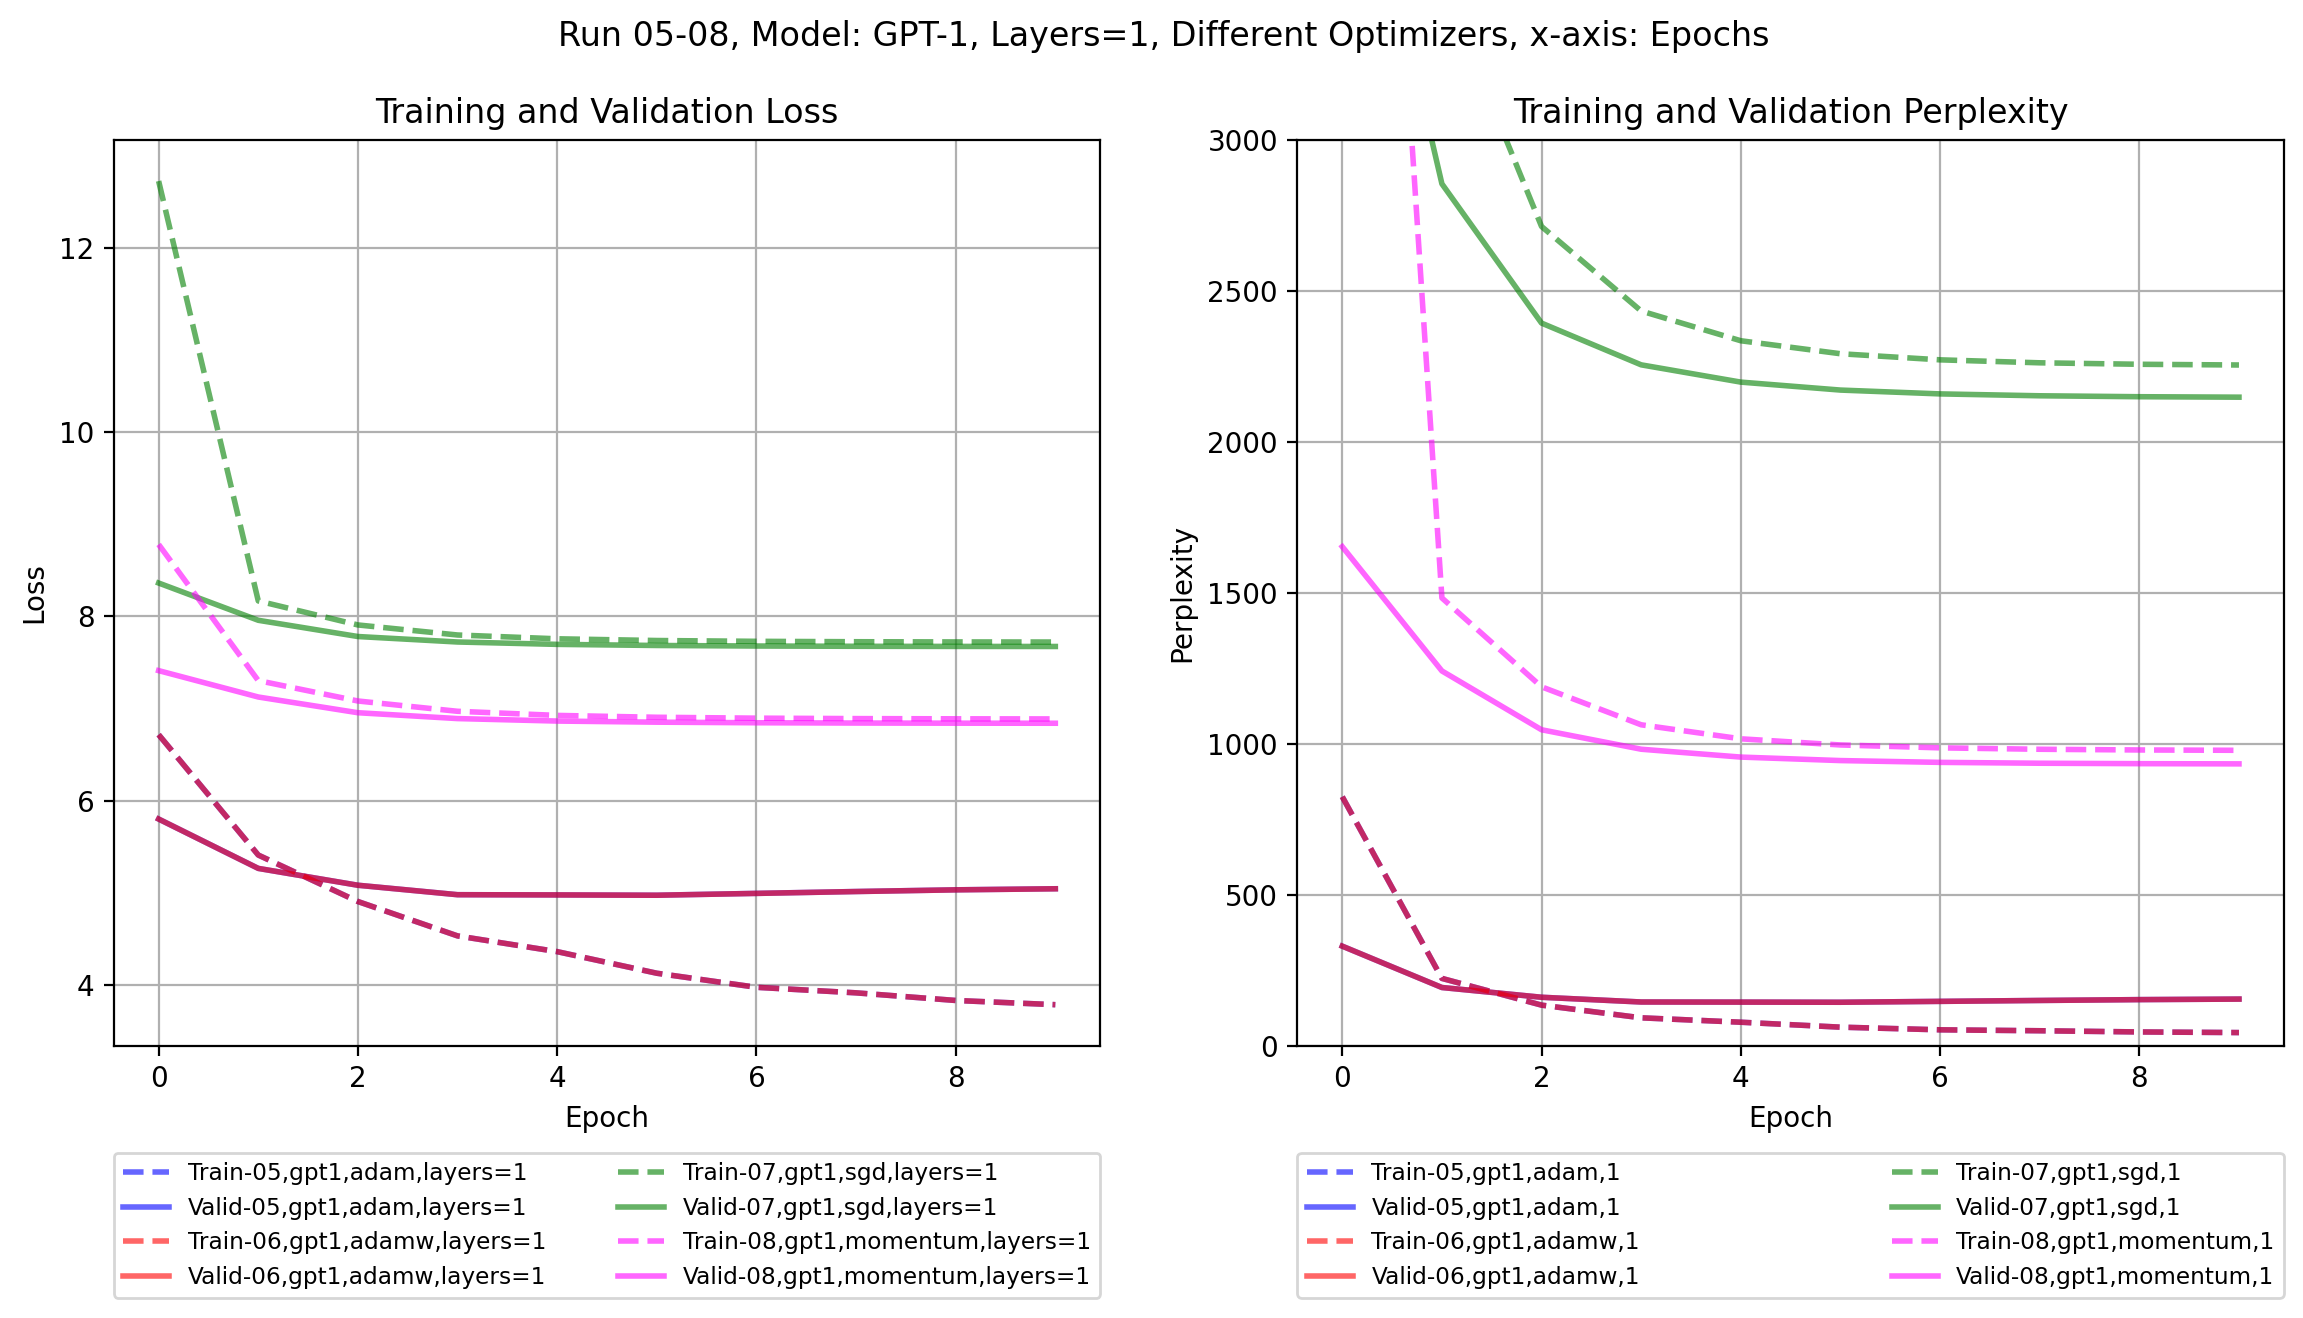 Run 05-08, Model: GPT-1, Layers=1, Different Optimizers, x-axis: Epochs
Training and Validation Loss
12
10
8
6
4
Loss
0 2 4 6 8
Epoch
Train-05,gpt1,adam,layers=1
Valid-05,gpt1,adam,layers=1
Train-06,gpt1,adamw,layers=1
Valid-06,gpt1,adamw,layers=1
Train-07,gpt1,sgd,layers=1
Valid-07,gpt1,sgd,layers=1
Train-08,gpt1,momentum,layers=1
Valid-08,gpt1,momentum,layers=1
Training and Validation Perplexity
3000
2500
2000
1500
1000
500
0
Perplexity
0 2 4 6 8
Epoch
Train-05,gpt1,adam,1
Valid-05,gpt1,adam,1
Train-06,gpt1,adamw,1
Valid-06,gpt1,adamw,1
Train-07,gpt1,sgd,1
Valid-07,gpt1,sgd,1
Train-08,gpt1,momentum,1
Valid-08,gpt1,momentum,1